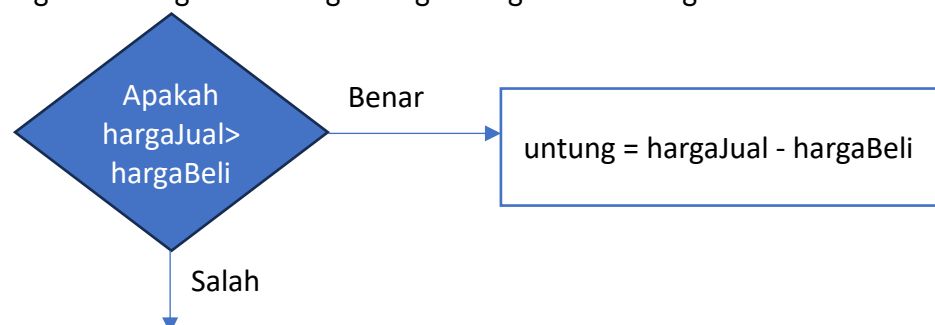 Apakah
hargaJual>
hargaBeli
Benar
untung = hargaJual - hargaBeli
Salah